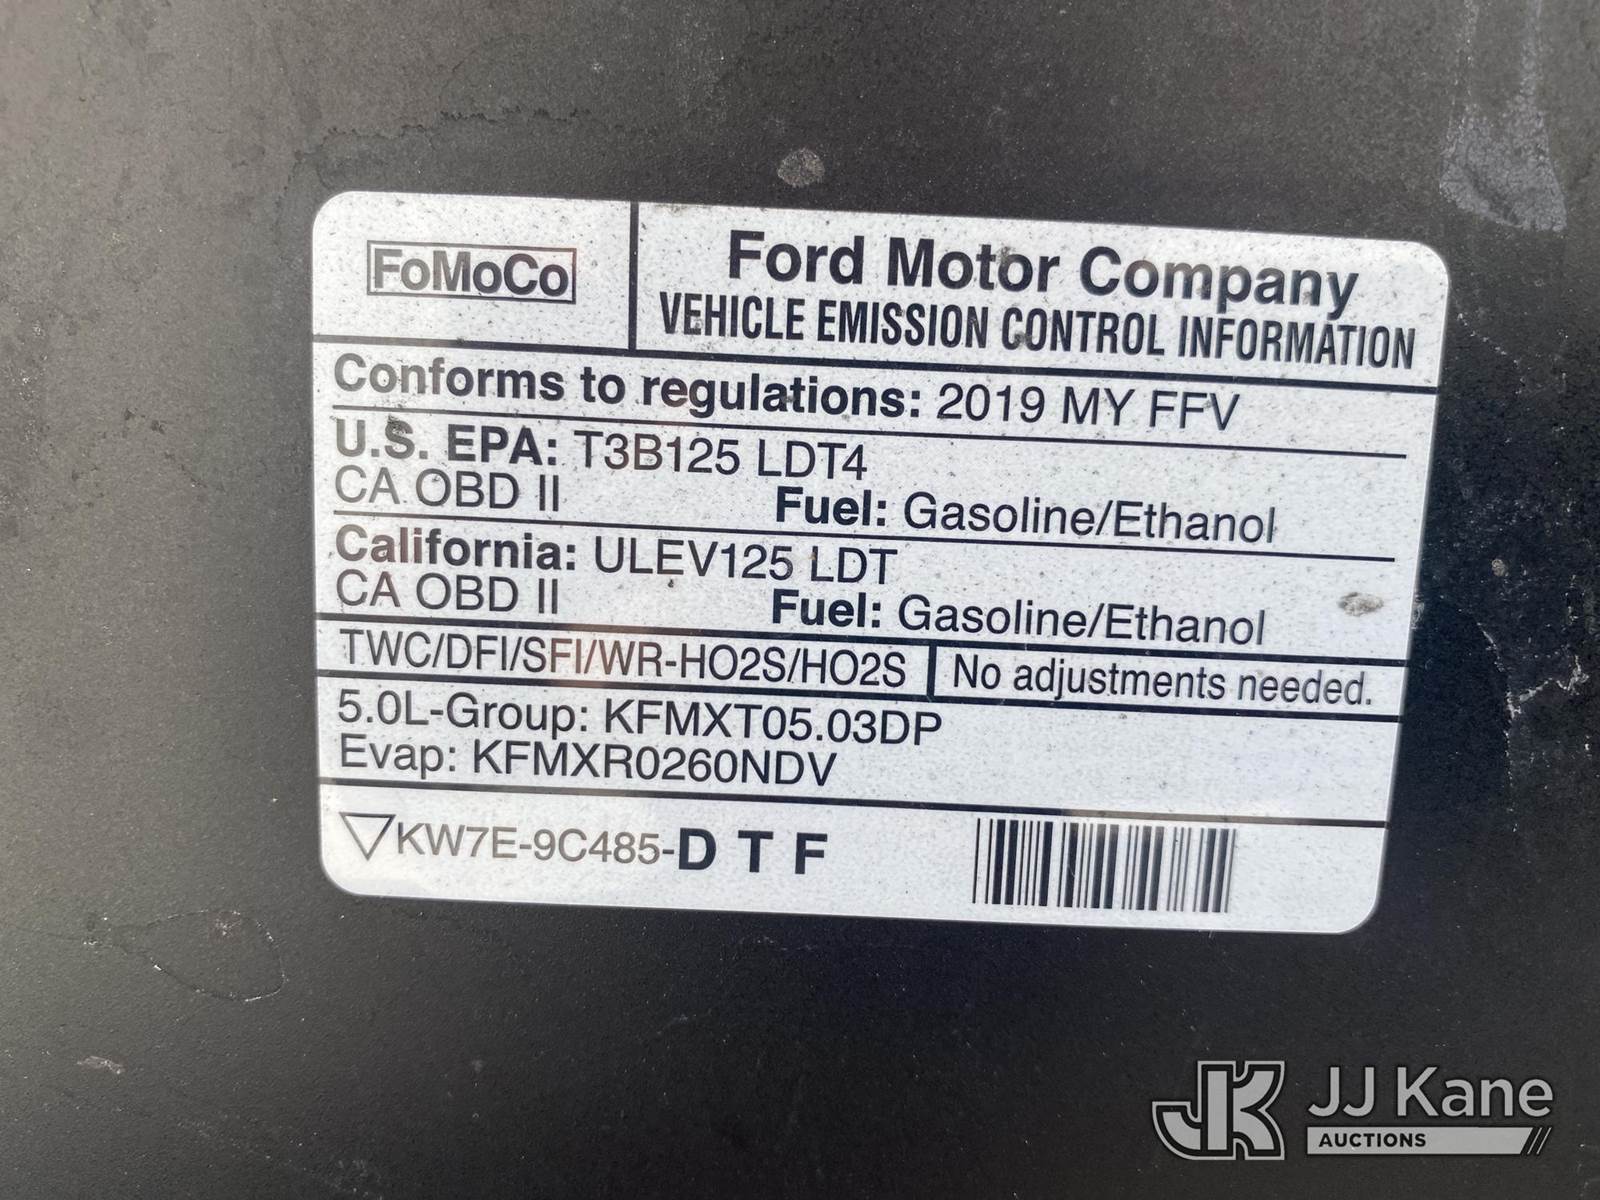 FoMoCo
Ford Motor Company
VEHICLE EMISSION CONTROL INFORMATION
Conforms to regulations: 2019 MY FFV
U.S. EPA: T3B125 LDT4
CA OBD II Fuel: Gasoline/Ethanol
California: ULEV125 LDT
CA OBD II Fuel: Gasoline/Ethanol
TWC/DFI/SFI/WR-HO2S/HO2S No adjustments needed.
5.0L-Group: KFMXT05.03DP
Evap: KFMXR0260NDV
KW7E-9C485-D T F
JK JJ Kane
AUCTIONS